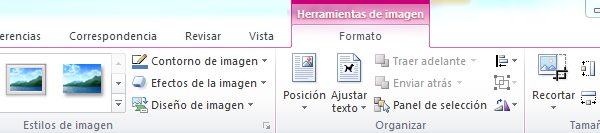 Herramientas de imagen
erencias Correspondencia Revisar Vista Formato
Contorno de imagen
Efectos de la imagen
Diseño de imagen
Estilos de imagen
Posición
Ajustar
texto
Traer adelante
Enviar atrás
Panel de selección
Organizar
Recortar
Tamañ